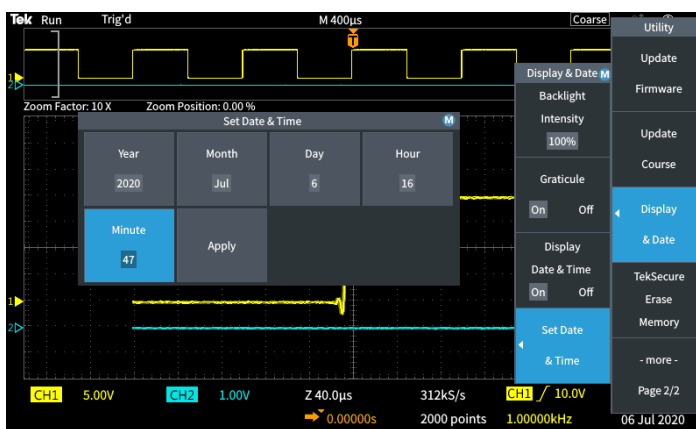 Tek Run Trig'd M 400µs Coarse
Utility
T
1
2
Zoom Factor: 10 X Zoom Position: 0.00 %
Set Date & Time M
Year
2020
Month
Jul
Day
6
Hour
16
Minute
47
Apply
Display & Date M
Backlight
Intensity
100%
Graticule
On Off
Display
Date & Time
On Off
Set Date
& Time
Update
Firmware
Update
Course
Display
& Date
TekSecure
Erase
Memory
- more -
Page 2/2
1
2
CH1 5.00V CH2 1.00V Z 40.0µs 312kS/s CH1 10.0V
0.00000s 2000 points 1.00000kHz 06 Jul 2020